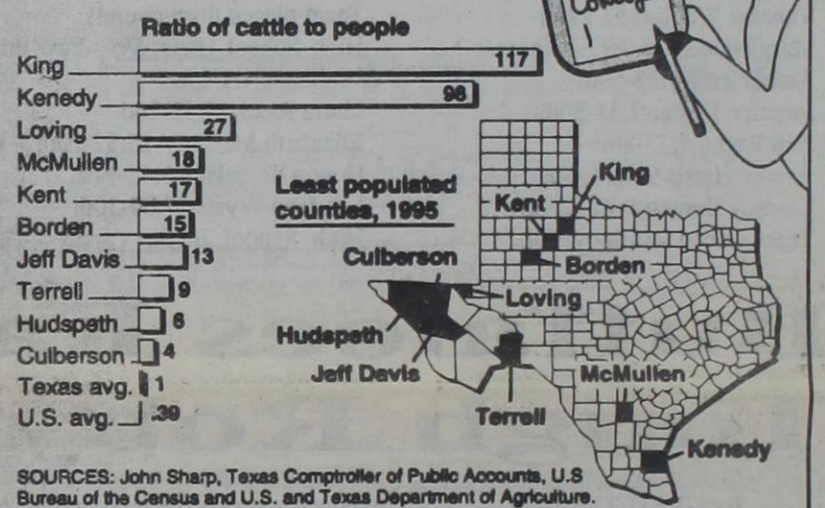 Ratio of cattle to people
King 117
Kenedy 98
Loving 27
McMullen 18
Kent 17
Borden 15
Jeff Davis 13
Terrell 9
Hudspeth 6
Culberson 4
Texas avg. 1
U.S. avg. .39
Least populated
counties, 1995
King
Kent
Culberson
Borden
Loving
Hudspeth
Jeff Davis
McMullen
Terrell
Kenedy
SOURCES: John Sharp, Texas Comptroller of Public Accounts, U.S
Bureau of the Census and U.S. and Texas Department of Agriculture.